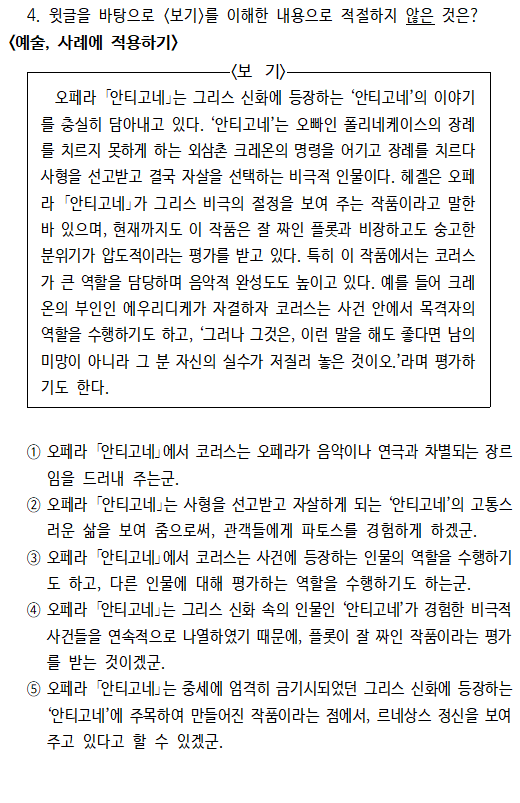 4. 윗글을 바탕으로 〈보기〉를 이해한 내용으로 적절하지 않은 것은?
〈예술, 사례에 적용하기〉
〈보 기〉
오페라 「안티고네」는 그리스 신화에 등장하는 ‘안티고네’의 이야기
를 충실히 담아내고 있다. ‘안티고네’는 오빠인 폴리네케이스의 장례
를 치르지 못하게 하는 외삼촌 크레온의 명령을 어기고 장례를 치르다
사형을 선고받고 결국 자살을 선택하는 비극적 인물이다. 헤겔은 오페
라 「안티고네」가 그리스 비극의 절정을 보여 주는 작품이라고 말한
바 있으며, 현재까지도 이 작품은 잘 짜인 플롯과 비장하고도 숭고한
분위기가 압도적이라는 평가를 받고 있다. 특히 이 작품에서는 코러스
가 큰 역할을 담당하며 음악적 완성도도 높이고 있다. 예를 들어 크레
온의 부인인 에우리디케가 자결하자 코러스는 사건 안에서 목격자의
역할을 수행하기도 하고, ‘그러나 그것은, 이런 말을 해도 좋다면 남의
미망이 아니라 그 분 자신의 실수가 저질러 놓은 것이오.’라며 평가하
기도 한다.
① 오페라 「안티고네」에서 코러스는 오페라가 음악이나 연극과 차별되는 장르
임을 드러내 주는군.
② 오페라 「안티고네」는 사형을 선고받고 자살하게 되는 ‘안티고네’의 고통스
러운 삶을 보여 줌으로써, 관객들에게 파토스를 경험하게 하겠군.
③ 오페라 「안티고네」에서 코러스는 사건에 등장하는 인물의 역할을 수행하기
도 하고, 다른 인물에 대해 평가하는 역할을 수행하기도 하는군.
④ 오페라 「안티고네」는 그리스 신화 속의 인물인 ‘안티고네’가 경험한 비극적
사건들을 연속적으로 나열하였기 때문에, 플롯이 잘 짜인 작품이라는 평가
를 받는 것이겠군.
⑤ 오페라 「안티고네」는 중세에 엄격히 금기시되었던 그리스 신화에 등장하는
‘안티고네’에 주목하여 만들어진 작품이라는 점에서, 르네상스 정신을 보여
주고 있다고 할 수 있겠군.